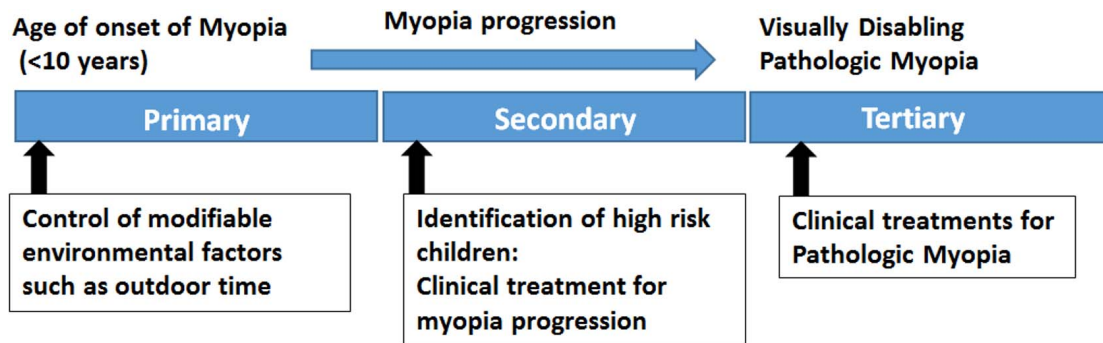 Age of onset of Myopia
(<10 years)
Myopia progression
Visually Disabling
Pathologic Myopia
Primary
Secondary
Tertiary
Control of modifiable
environmental factors
such as outdoor time
Identification of high risk
children:
Clinical treatment for
myopia progression
Clinical treatments for
Pathologic Myopia